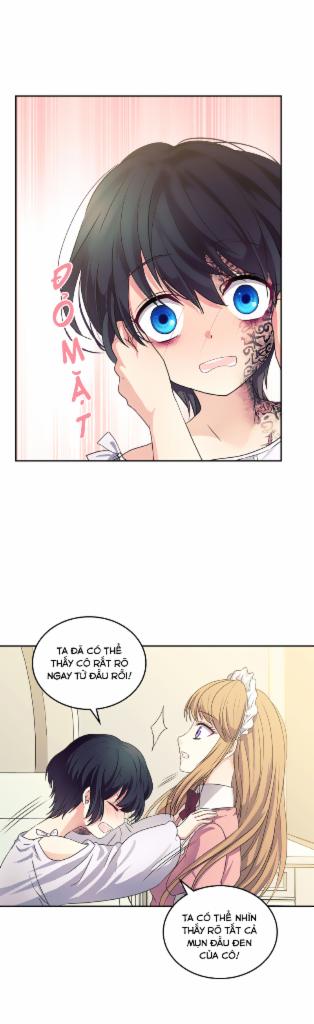 ĐỎ MẶT
TA ĐÃ CÓ THỂ
THẤY CÔ RẤT RÕ
NGAY TỪ ĐẦU RỒI!
TA CÓ THỂ NHÌN
THẤY RÕ TẤT CẢ
MỤN ĐẦU ĐEN
CỦA CÔ!